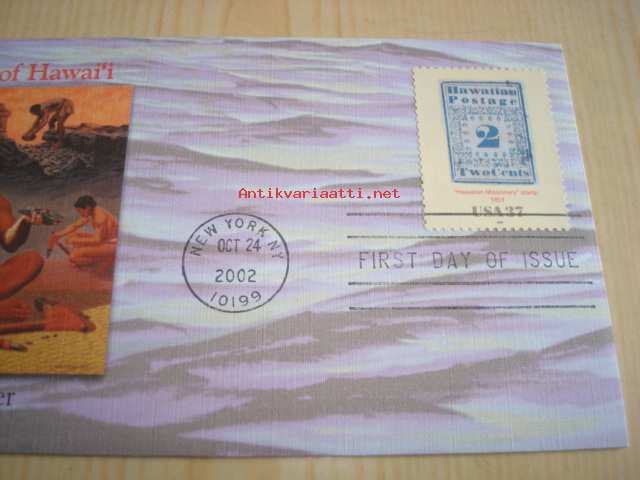 of Hawai'i
Hawaiian
Postage
2
Two Cents
"Hawaiian Missionary" stamp
1851
USA 37
Antikvariaatti.net
NEW YORK NY
OCT 24
2002
10199
FIRST DAY OF ISSUE
er